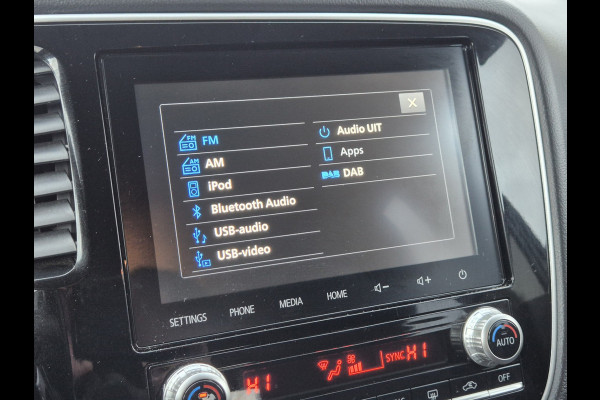 FM
AM
iPod
Bluetooth Audio
USB-audio
USB-video
Audio UIT
Apps
DAB
SETTINGS PHONE MEDIA HOME
HI SYNC HI
AUTO
OFF